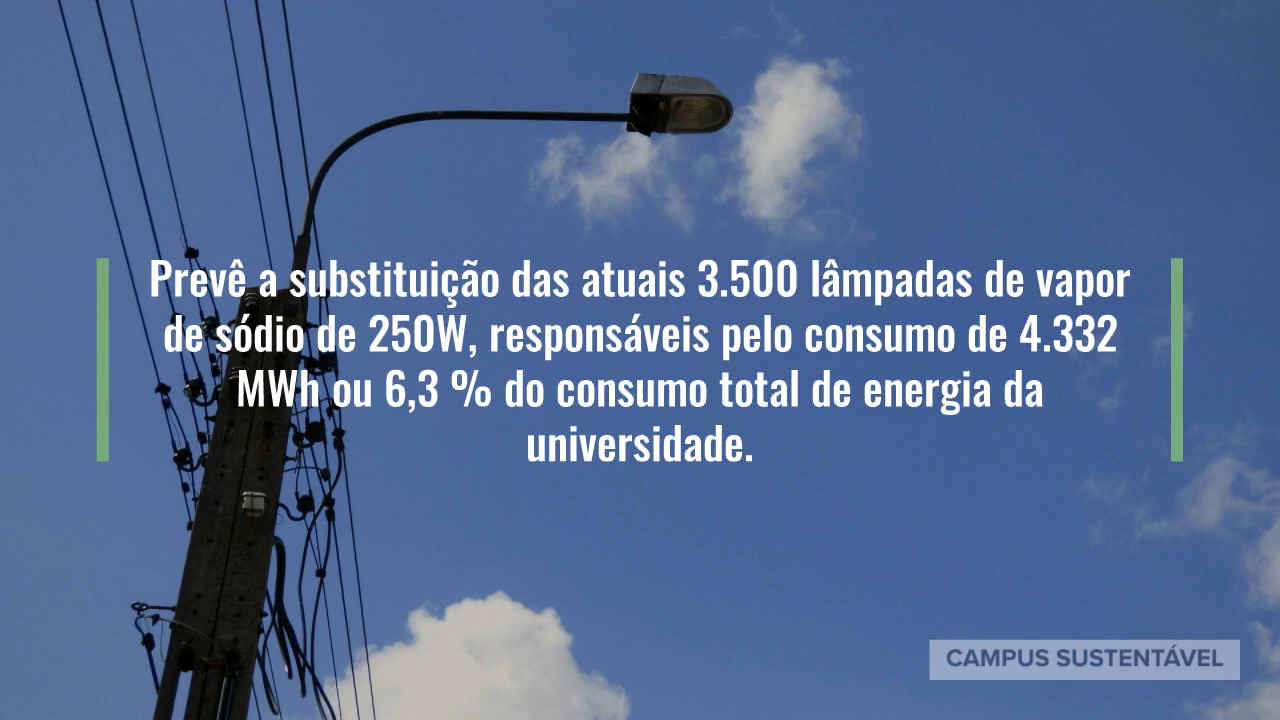 Prevê a substituição das atuais 3.500 lâmpadas de vapor
de sódio de 250W, responsáveis pelo consumo de 4.332
MWh ou 6,3 % do consumo total de energia da
universidade.
CAMPUS SUSTENTÁVEL